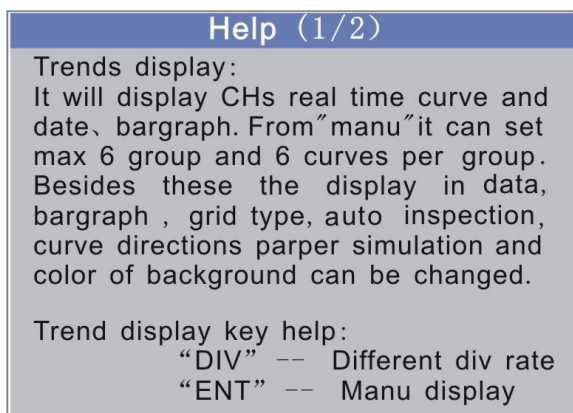 Help (1/2)
Trends display:
It will display CHs real time curve and
date、bargraph. From"manu"it can set
max 6 group and 6 curves per group.
Besides these the display in data,
bargraph , grid type, auto inspection,
curve directions parper simulation and
color of background can be changed.
Trend display key help:
“DIV” -- Different div rate
“ENT” -- Manu display